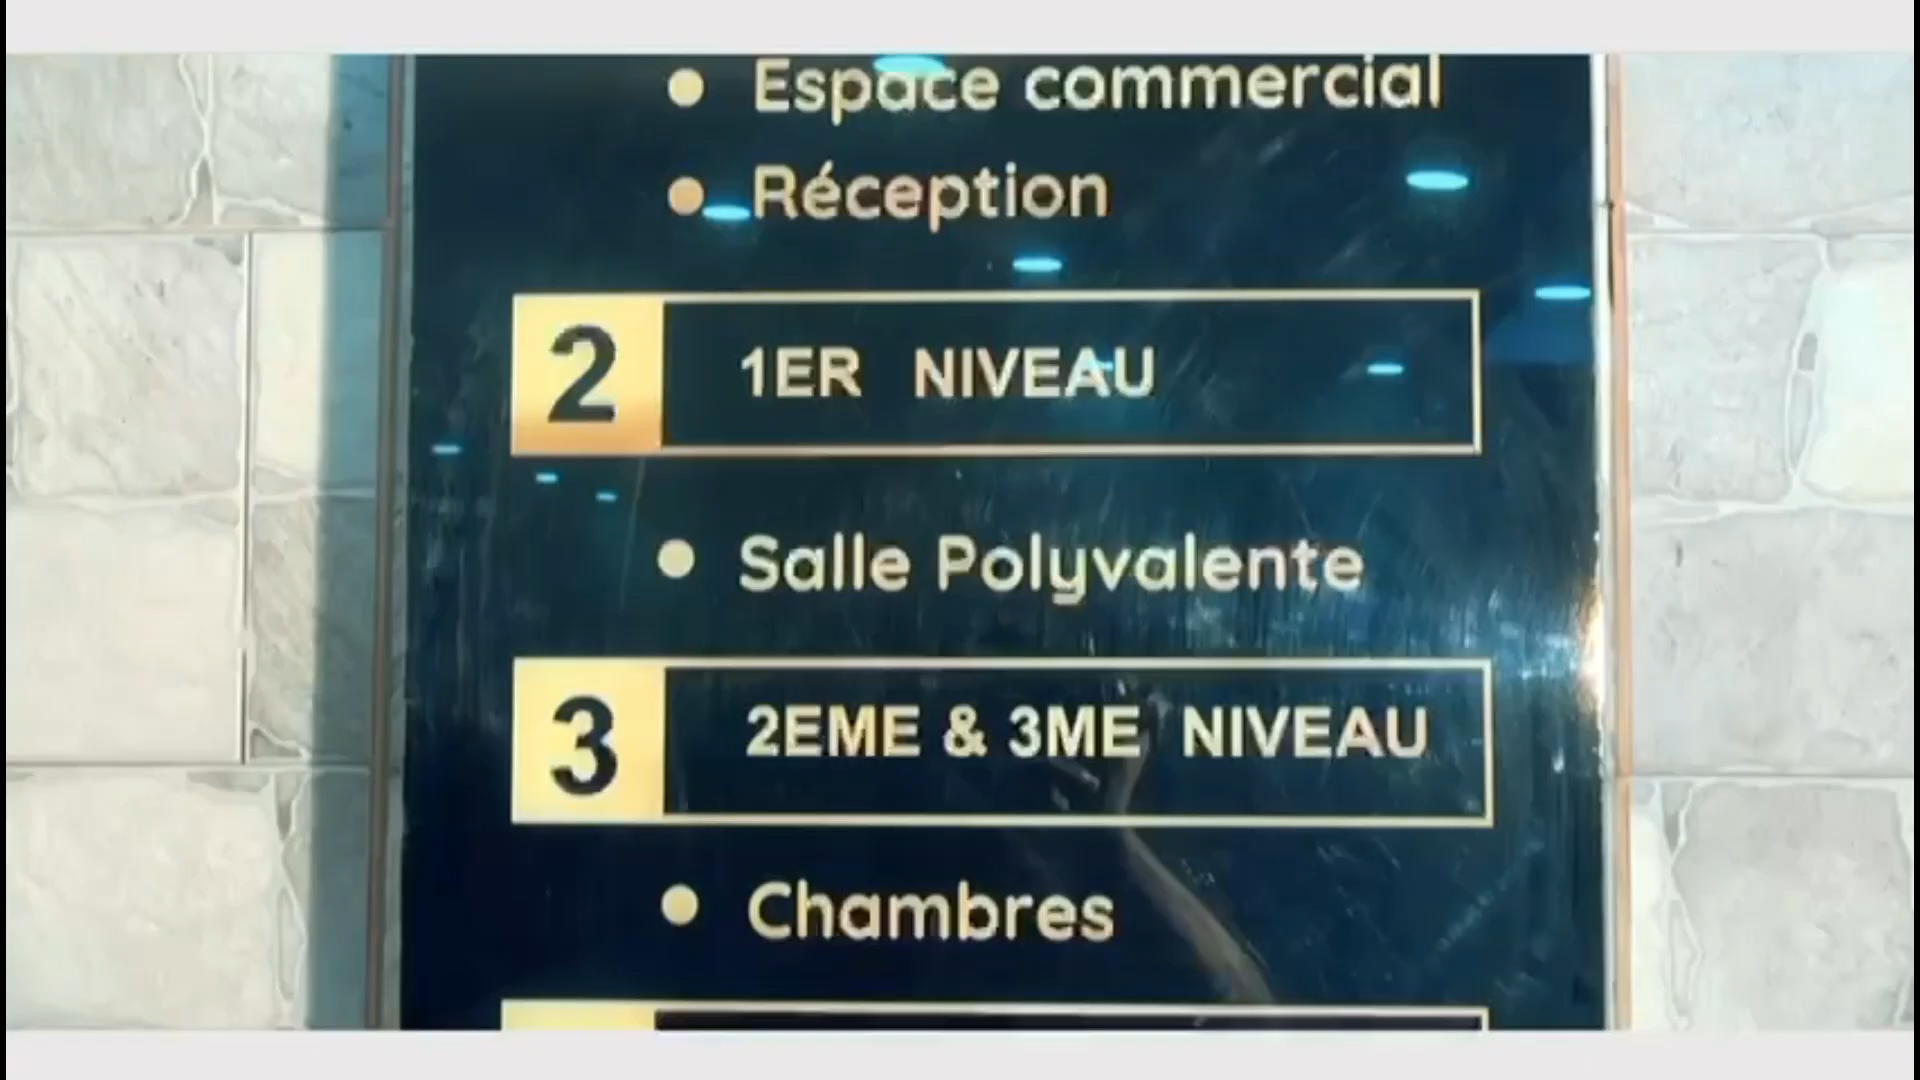 Espace commercial
Réception
2 1ER NIVEAU
Salle Polyvalente
3 2EME & 3ME NIVEAU
Chambres